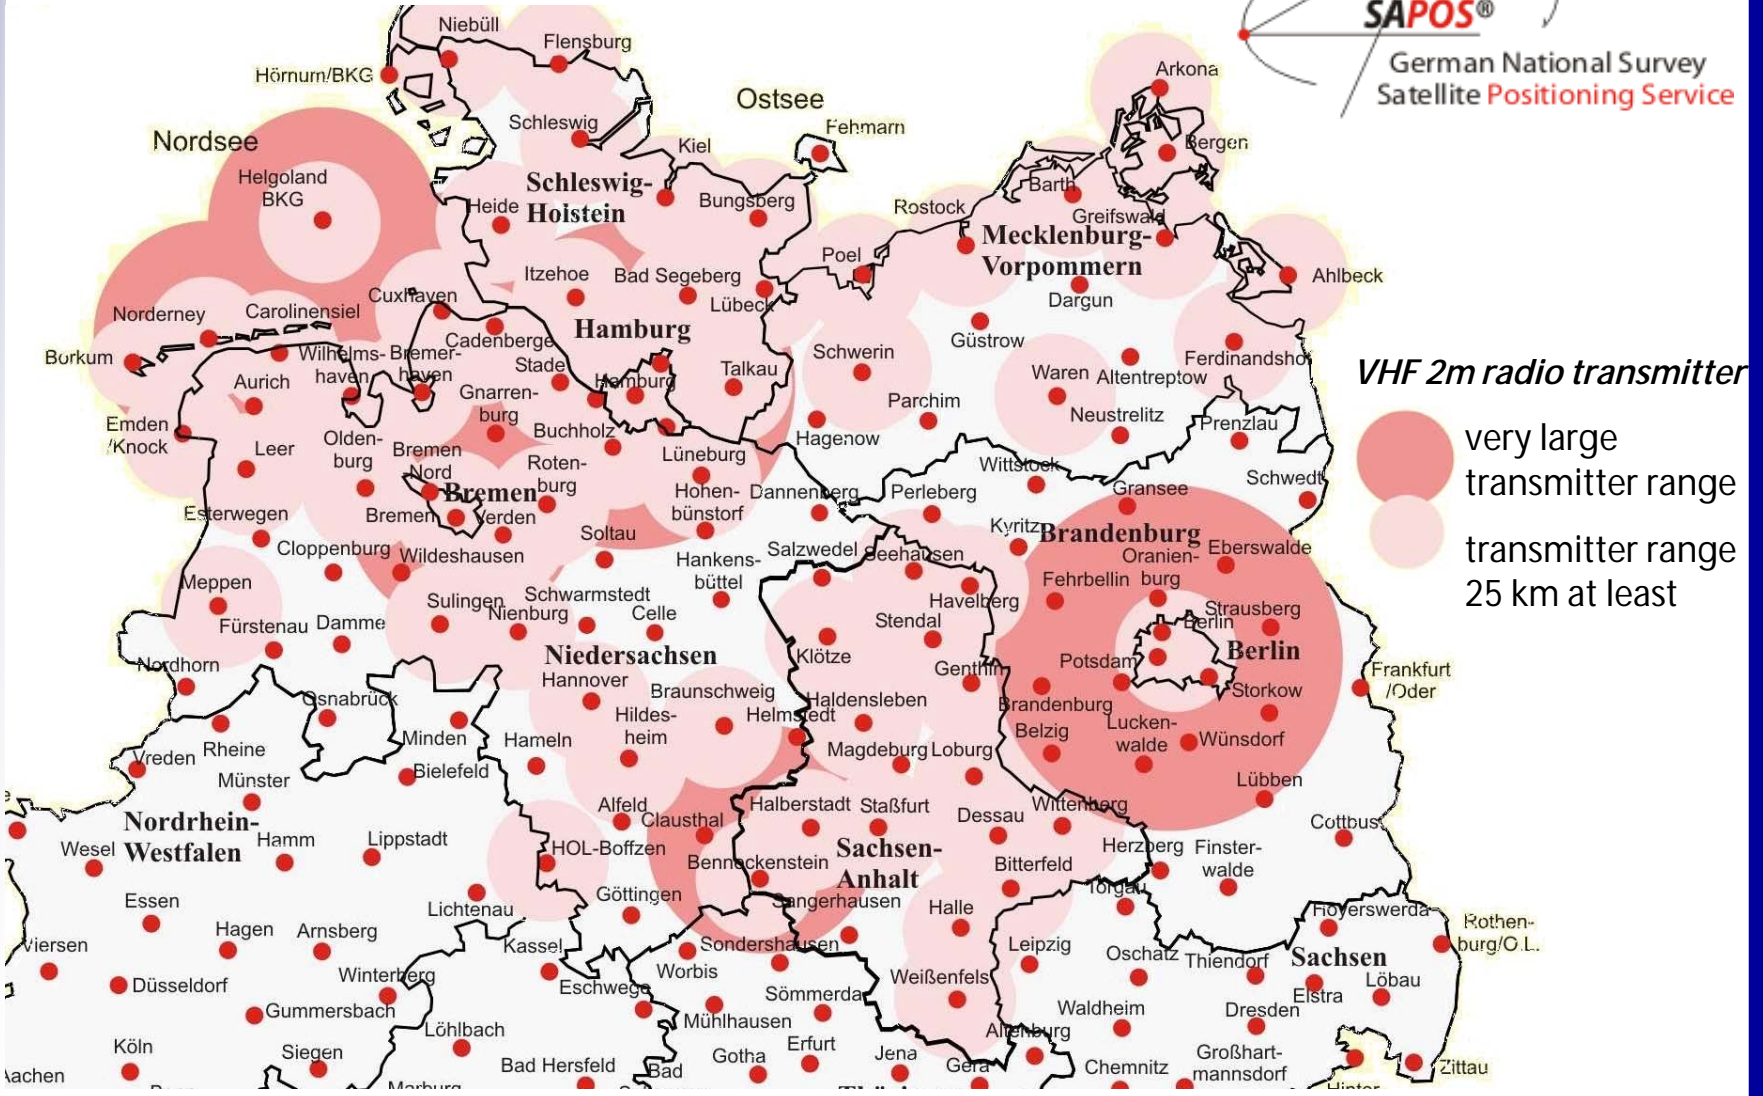 SAPOS®
German National Survey
Satellite Positioning Service
Niebüll
Flensburg
Hörnum/BKG
Arkona
Ostsee
Schleswig
Fehmarn
Nordsee
Kiel
Bergen
Helgoland
BKG
Schleswig-
Holstein
Barth
Heide
Bungsberg
Rostock
Greifswald
Mecklenburg-
Vorpommern
Poel
Itzehoe
Bad Segeberg
Ahlbeck
Cuxhaven
Lübeck
Dargun
Norderney
Carolinensiel
Hamburg
Cadenberge
Güstrow
Borkum
Wilhelms-
haven
Bremer-
haven
Stade
Schwerin
Ferdinandshof
Aurich
Hamburg
Talkau
Waren
Altentreptow
Gnarren-
burg
Parchim
Neustrelitz
Emden
/Knock
Buchholz
Hagenow
Prenzlau
Leer
Olden-
burg
Bremen
Nord
Lüneburg
Roten-
burg
Wittstock
Schwedt
Bremen
Hohen-
bünstorf
Dannenberg
Perleberg
Gransee
Esterwegen
Bremen
Verden
Soltau
Kyritz
Brandenburg
Cloppenburg
Wildeshausen
Salzwedel
Seehausen
Oranien-
burg
Eberswalde
Hankens-
büttel
Meppen
Fehrbellin
Schwarmstedt
Sulingen
Nienburg
Celle
Havelberg
Strausberg
Berlin
Fürstenau
Damme
Stendal
Niedersachsen
Klötze
Berlin
Nordhorn
Hannover
Genthin
Potsdam
Frankfurt
/Oder
Osnabrück
Braunschweig
Haldensleben
Storkow
Brandenburg
Helmstedt
Hildes-
heim
Belzig
Lucken-
walde
Wünsdorf
Minden
Hameln
Rheine
Vreden
Magdeburg
Loburg
Bielefeld
Münster
Lübben
Alfeld
Halberstadt
Staßfurt
Wittenberg
Clausthal
Dessau
Cottbus
Nordrhein-
Westfalen
Hamm
Lippstadt
HOL-Boffzen
Sachsen-
Anhalt
Herzberg
Finster-
walde
Wesel
Benneckenstein
Bitterfeld
Torgau
Essen
Göttingen
Sangerhausen
Halle
Lichtenau
Hoyerswerda
Rothen-
burg/O.L.
Hagen
Arnsberg
Viersen
Kassel
Sondershausen
Leipzig
Oschatz
Thiendorf
Sachsen
Winterberg
Worbis
Weißenfels
Düsseldorf
Eschwege
Sömmerda
Elstra
Löbau
Gummersbach
Mühlhausen
Waldheim
Dresden
Löhlbach
Altenburg
Köln
Siegen
Erfurt
Jena
Großhart-
mannsdorf
Bad Hersfeld
Bad
Gotha
Gera
Chemnitz
Zittau
Aachen
Marburg
VHF 2m radio transmitter
very large
transmitter range
transmitter range
25 km at least